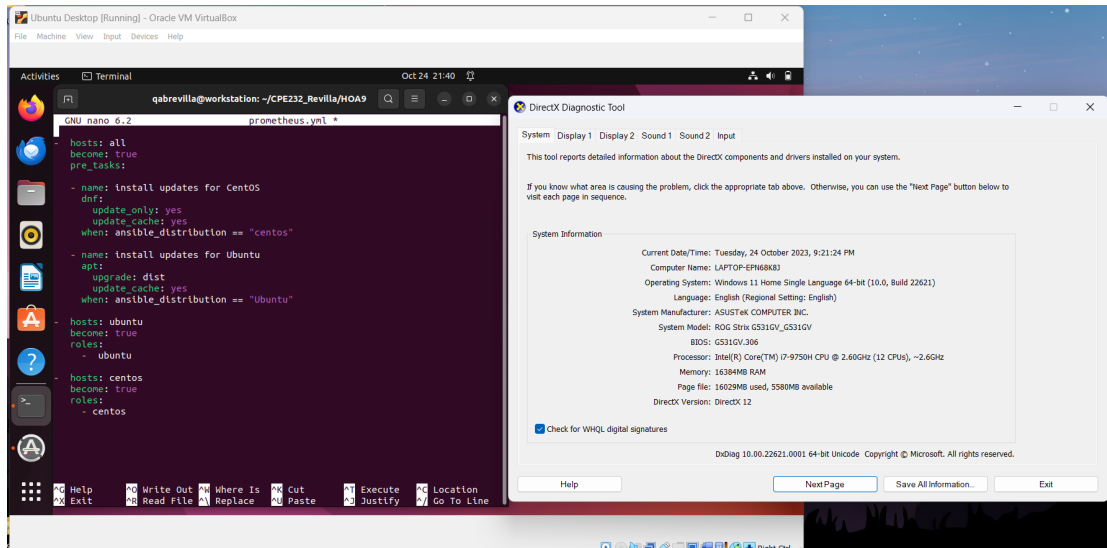 Ubuntu Desktop [Running] - Oracle VM VirtualBox
File Machine View Input Devices Help
Activities Terminal Oct 24 21:40
qabrevilla@workstation: ~/CPE232_Revilla/HOA9
GNU nano 6.2 prometheus.yml *
- hosts: all
become: true
pre_tasks:
- name: install updates for CentOS
dnf:
update_only: yes
update_cache: yes
when: ansible_distribution == "centos"
- name: install updates for Ubuntu
apt:
upgrade: dist
update_cache: yes
when: ansible_distribution == "Ubuntu"
- hosts: ubuntu
become: true
roles:
- ubuntu
- hosts: centos
become: true
roles:
- centos
^G Help ^O Write Out ^W Where Is ^K Cut ^T Execute ^C Location
^X Exit ^R Read File ^\ Replace ^U Paste ^J Justify ^/ Go To Line
Right Ctrl
DirectX Diagnostic Tool
System Display 1 Display 2 Sound 1 Sound 2 Input
This tool reports detailed information about the DirectX components and drivers installed on your system.
If you know what area is causing the problem, click the appropriate tab above. Otherwise, you can use the "Next Page" button below to
visit each page in sequence.
System Information
Current Date/Time: Tuesday, 24 October 2023, 9:21:24 PM
Computer Name: LAPTOP-EPN68K8J
Operating System: Windows 11 Home Single Language 64-bit (10.0, Build 22621)
Language: English (Regional Setting: English)
System Manufacturer: ASUSTeK COMPUTER INC.
System Model: ROG Strix G531GV_G531GV
BIOS: G531GV.306
Processor: Intel(R) Core(TM) i7-9750H CPU @ 2.60GHz (12 CPUs), ~2.6GHz
Memory: 16384MB RAM
Page file: 16029MB used, 5580MB available
DirectX Version: DirectX 12
Check for WHQL digital signatures
DxDiag 10.00.22621.0001 64-bit Unicode Copyright © Microsoft. All rights reserved.
Help Next Page Save All Information... Exit